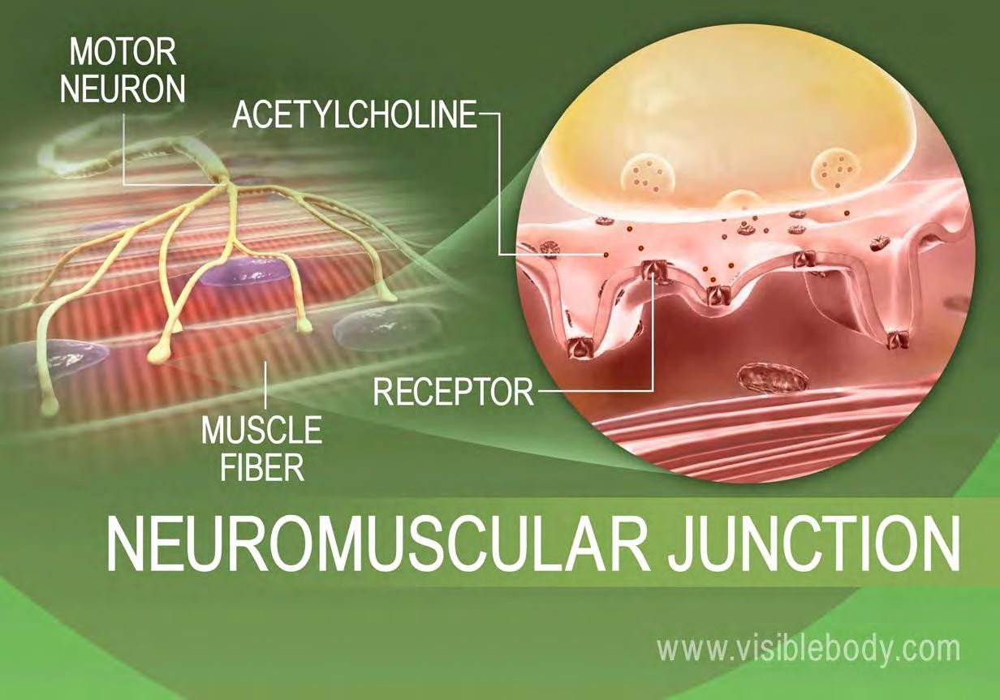 MOTOR
NEURON
ACETYLCHOLINE
RECEPTOR
MUSCLE
FIBER
NEUROMUSCULAR JUNCTION
www.visiblebody.com